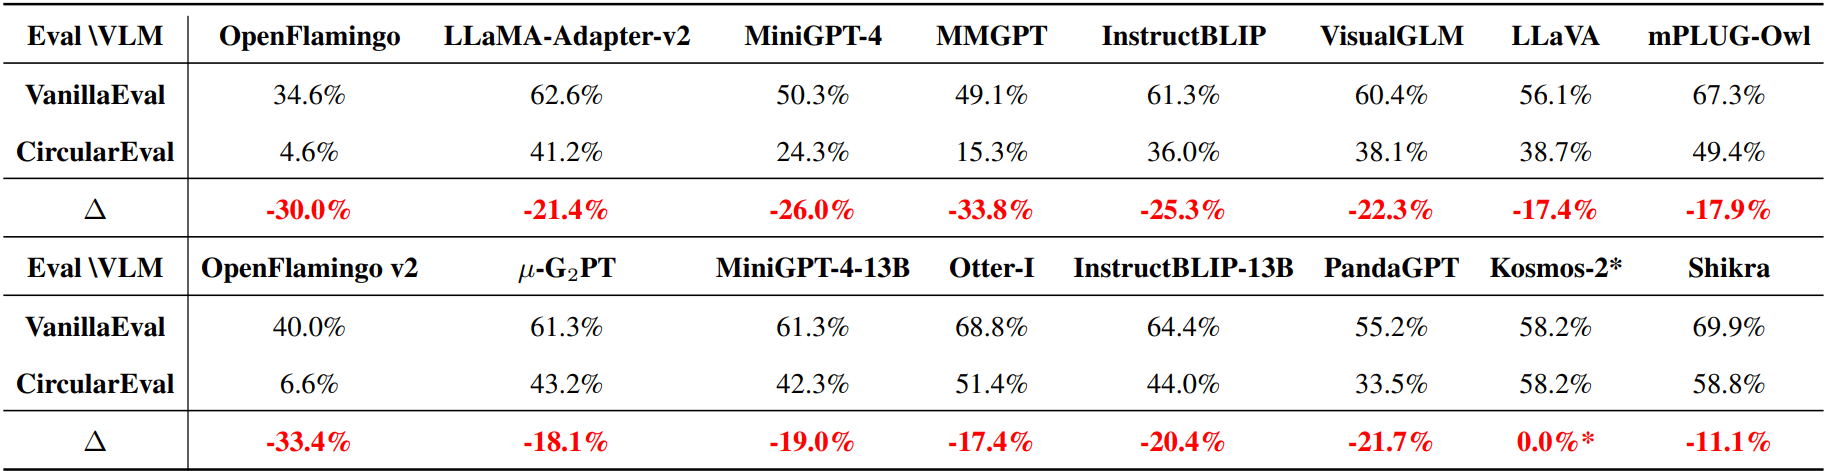 Eval \VLM OpenFlamingo LLaMA-Adapter-v2 MiniGPT-4 MMGPT InstructBLIP VisualGLM LLaVA mPLUG-Owl
VanillaEval 34.6% 62.6% 50.3% 49.1% 61.3% 60.4% 56.1% 67.3%
CircularEval 4.6% 41.2% 24.3% 15.3% 36.0% 38.1% 38.7% 49.4%
Δ -30.0% -21.4% -26.0% -33.8% -25.3% -22.3% -17.4% -17.9%
Eval \VLM OpenFlamingo v2 μ-G₂PT MiniGPT-4-13B Otter-I InstructBLIP-13B PandaGPT Kosmos-2* Shikra
VanillaEval 40.0% 61.3% 61.3% 68.8% 64.4% 55.2% 58.2% 69.9%
CircularEval 6.6% 43.2% 42.3% 51.4% 44.0% 33.5% 58.2% 58.8%
Δ -33.4% -18.1% -19.0% -17.4% -20.4% -21.7% 0.0%* -11.1%